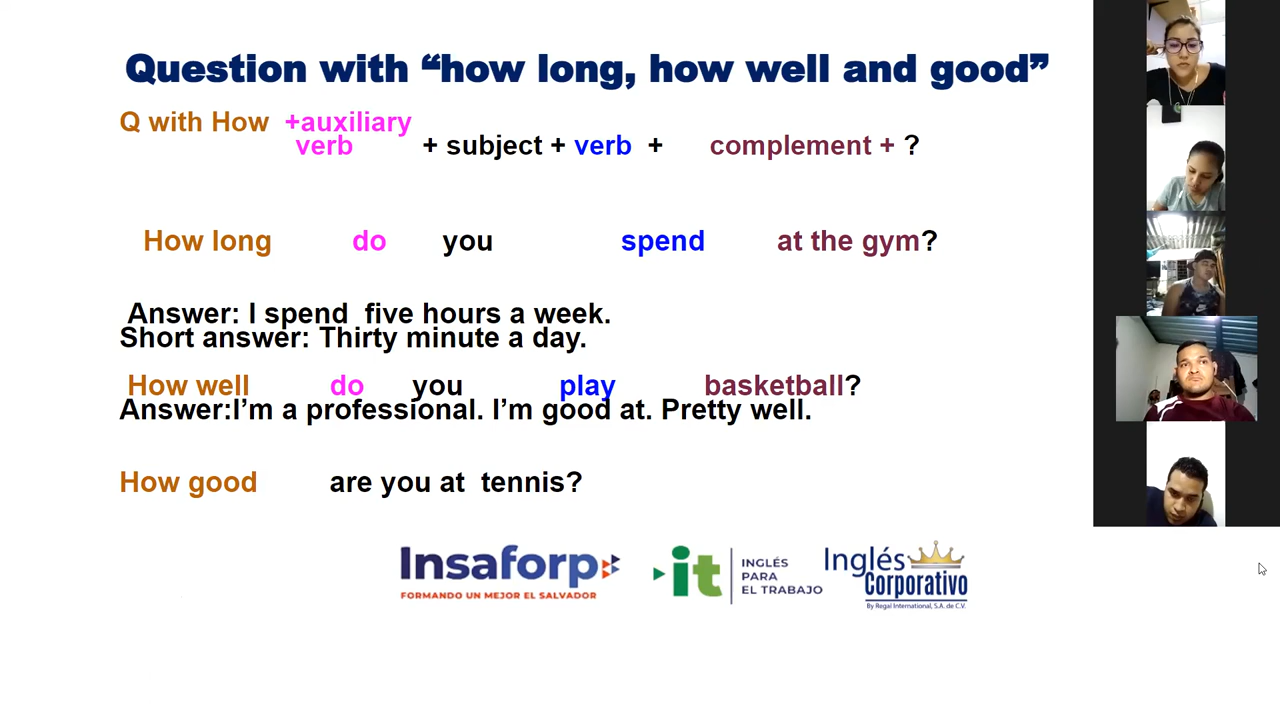 Question with “how long, how well and good”
Q with How +auxiliary
verb + subject + verb + complement + ?
How long do you spend at the gym?
Answer: I spend five hours a week.
Short answer: Thirty minute a day.
How well do you play basketball?
Answer:I’m a professional. I’m good at. Pretty well.
How good are you at tennis?
Insaforp
FORMANDO UN MEJOR EL SALVADOR
it
INGLÉS
PARA
EL TRABAJO
Inglés
Corporativo
By Regal International, S.A. de C.V.